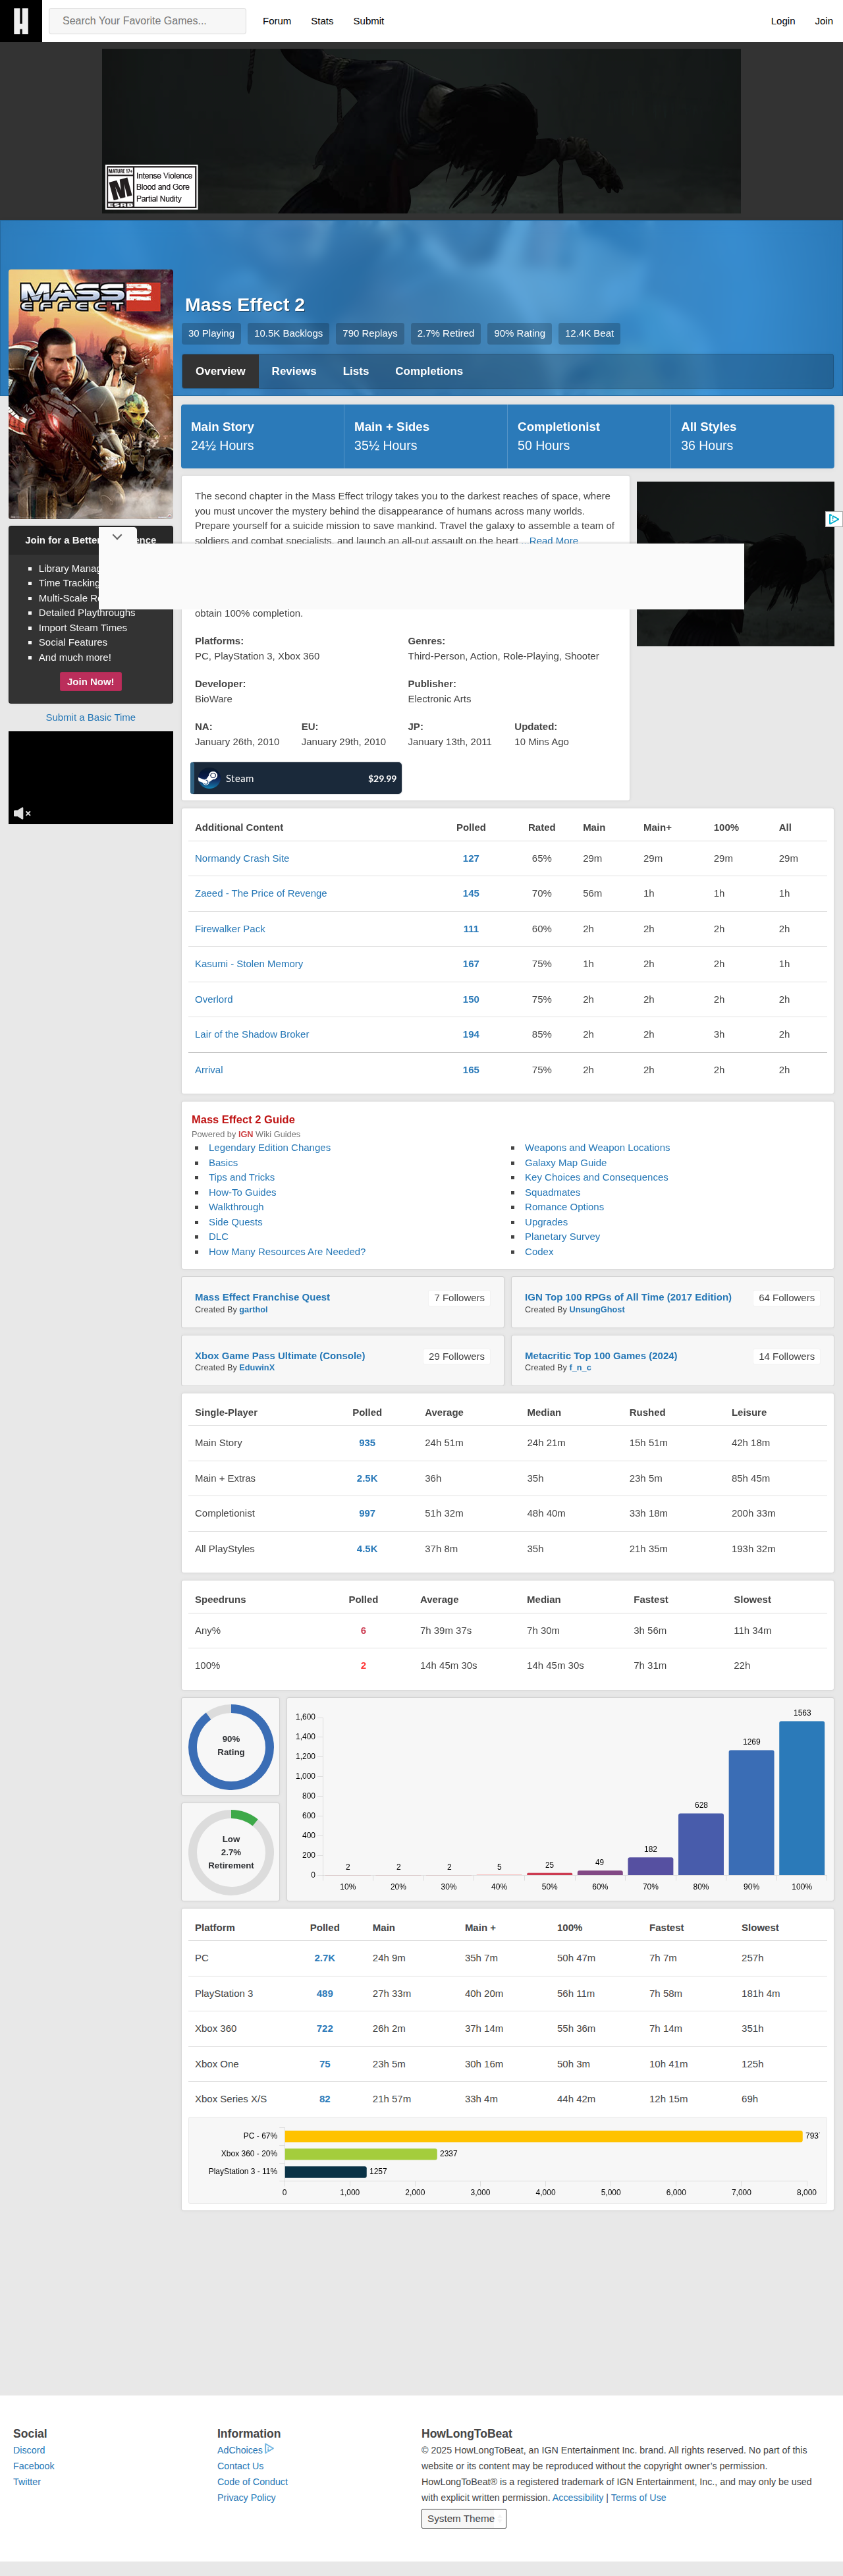 Search Your Favorite Games... Forum Stats Submit Login Join
MATURE 17+
M
ESRB
Intense Violence
Blood and Gore
Partial Nudity
MASS EFFECT 2
Mass Effect 2
30 Playing 10.5K Backlogs 790 Replays 2.7% Retired 90% Rating 12.4K Beat
Overview Reviews Lists Completions
Main Story Main + Sides Completionist All Styles
24½ Hours 35½ Hours 50 Hours 36 Hours
The second chapter in the Mass Effect trilogy takes you to the darkest reaches of space, where
you must uncover the mystery behind the disappearance of humans across many worlds.
Prepare yourself for a suicide mission to save mankind. Travel the galaxy to assemble a team of
soldiers and combat specialists, and launch an all-out assault on the heart ...Read More
obtain 100% completion.
Platforms: Genres:
PC, PlayStation 3, Xbox 360 Third-Person, Action, Role-Playing, Shooter
Developer: Publisher:
BioWare Electronic Arts
NA: EU: JP: Updated:
January 26th, 2010 January 29th, 2010 January 13th, 2011 10 Mins Ago
Steam $29.99
Join for a Better
Library
Time Tracking
Multi-Scale
Detailed Playthroughs
Import Steam Times
Social Features
And much more!
Join Now!
Submit a Basic Time
Additional Content Polled Rated Main Main+ 100% All
Normandy Crash Site 127 65% 29m 29m 29m 29m
Zaeed - The Price of Revenge 145 70% 56m 1h 1h 1h
Firewalker Pack 111 60% 2h 2h 2h 2h
Kasumi - Stolen Memory 167 75% 1h 2h 2h 1h
Overlord 150 75% 2h 2h 2h 2h
Lair of the Shadow Broker 194 85% 2h 2h 3h 2h
Arrival 165 75% 2h 2h 2h 2h
Mass Effect 2 Guide
Powered by IGN Wiki Guides
Legendary Edition Changes
Basics
Tips and Tricks
How-To Guides
Walkthrough
Side Quests
DLC
How Many Resources Are Needed?
Weapons and Weapon Locations
Galaxy Map Guide
Key Choices and Consequences
Squadmates
Romance Options
Upgrades
Planetary Survey
Codex
Mass Effect Franchise Quest 7 Followers
Created By garthol
IGN Top 100 RPGs of All Time (2017 Edition) 64 Followers
Created By UnsungGhost
Xbox Game Pass Ultimate (Console) 29 Followers
Created By EduwinX
Metacritic Top 100 Games (2024) 14 Followers
Created By f_n_c
Single-Player Polled Average Median Rushed Leisure
Main Story 935 24h 51m 24h 21m 15h 51m 42h 18m
Main + Extras 2.5K 36h 35h 23h 5m 85h 45m
Completionist 997 51h 32m 48h 40m 33h 18m 200h 33m
All PlayStyles 4.5K 37h 8m 35h 21h 35m 193h 32m
Speedruns Polled Average Median Fastest Slowest
Any% 6 7h 39m 37s 7h 30m 3h 56m 11h 34m
100% 2 14h 45m 30s 14h 45m 30s 7h 31m 22h
90%
Rating
Low
2.7%
Retirement
1,600
1,400
1,200
1,000
800
600
400
200
0
2 2 2 5 25 49 182 628 1269 1563
10% 20% 30% 40% 50% 60% 70% 80% 90% 100%
Platform Polled Main Main + 100% Fastest Slowest
PC 2.7K 24h 9m 35h 7m 50h 47m 7h 7m 257h
PlayStation 3 489 27h 33m 40h 20m 56h 11m 7h 58m 181h 4m
Xbox 360 722 26h 2m 37h 14m 55h 36m 7h 14m 351h
Xbox One 75 23h 5m 30h 16m 50h 3m 10h 41m 125h
Xbox Series X/S 82 21h 57m 33h 4m 44h 42m 12h 15m 69h
PC - 67%
Xbox 360 - 20% 2337
PlayStation 3 - 11% 1257
0 1,000 2,000 3,000 4,000 5,000 6,000 7,000 8,000
Social
Discord
Facebook
Twitter
Information
AdChoices
Contact Us
Code of Conduct
Privacy Policy
HowLongToBeat
© 2025 HowLongToBeat, an IGN Entertainment Inc. brand. All rights reserved. No part of this
website or its content may be reproduced without the copyright owner's permission.
HowLongToBeat® is a registered trademark of IGN Entertainment, Inc., and may only be used
with explicit written permission. Accessibility | Terms of Use
System Theme